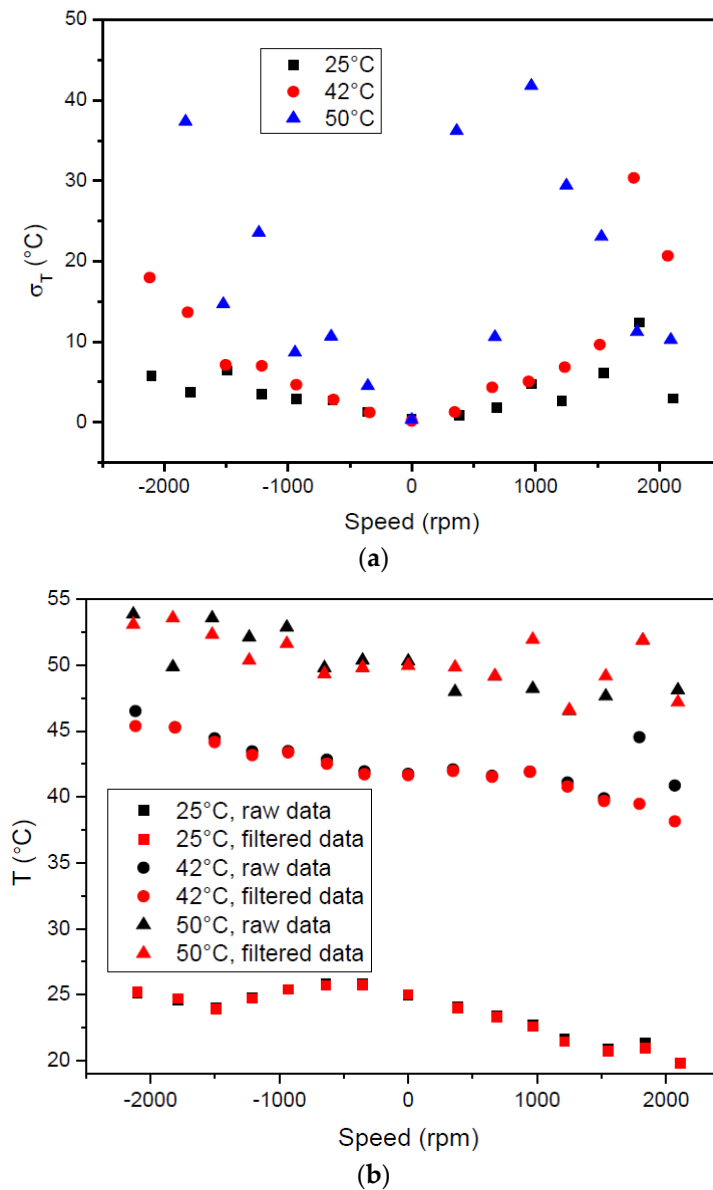 50
40
30
20
10
0
σT (°C)
25°C
42°C
50°C
-2000 -1000 0 1000 2000
Speed (rpm)
(a)
55
50
45
40
35
30
25
20
T (°C)
25°C, raw data
25°C, filtered data
42°C, raw data
42°C, filtered data
50°C, raw data
50°C, filtered data
-2000 -1000 0 1000 2000
Speed (rpm)
(b)